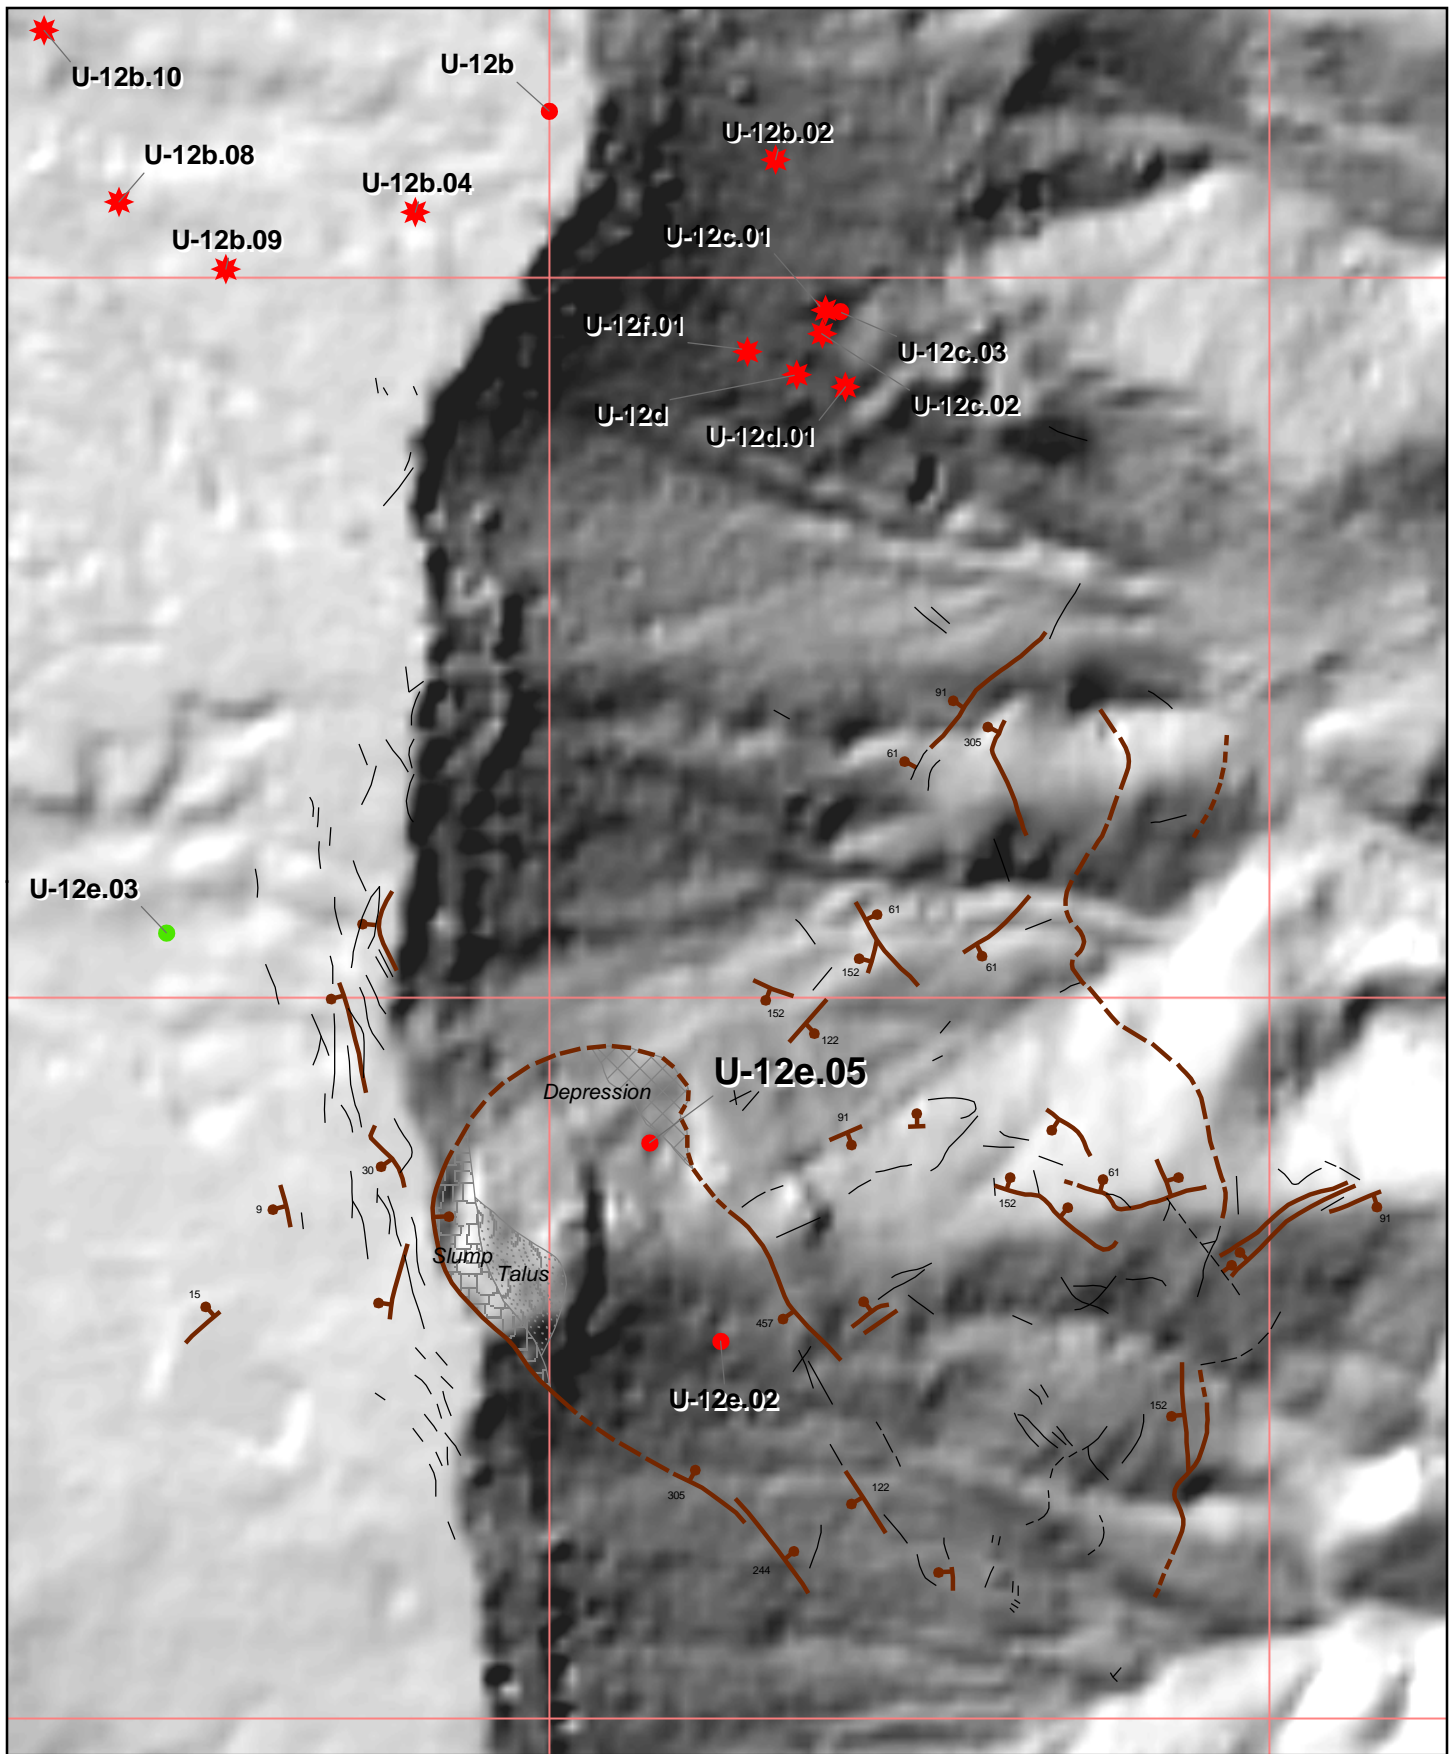 U-12b
U-12b.10
U-12b.02
U-12b.08
U-12b.04
U-12c.01
U-12b.09
U-12f.01
U-12c.03
U-12c.02
U-12d
U-12d.01
91
305
61
U-12e.03
61
152
61
152
122
U-12e.05
Depression
91
30
61
152
9
91
Slump
Talus
15
457
U-12e.02
152
305
122
244